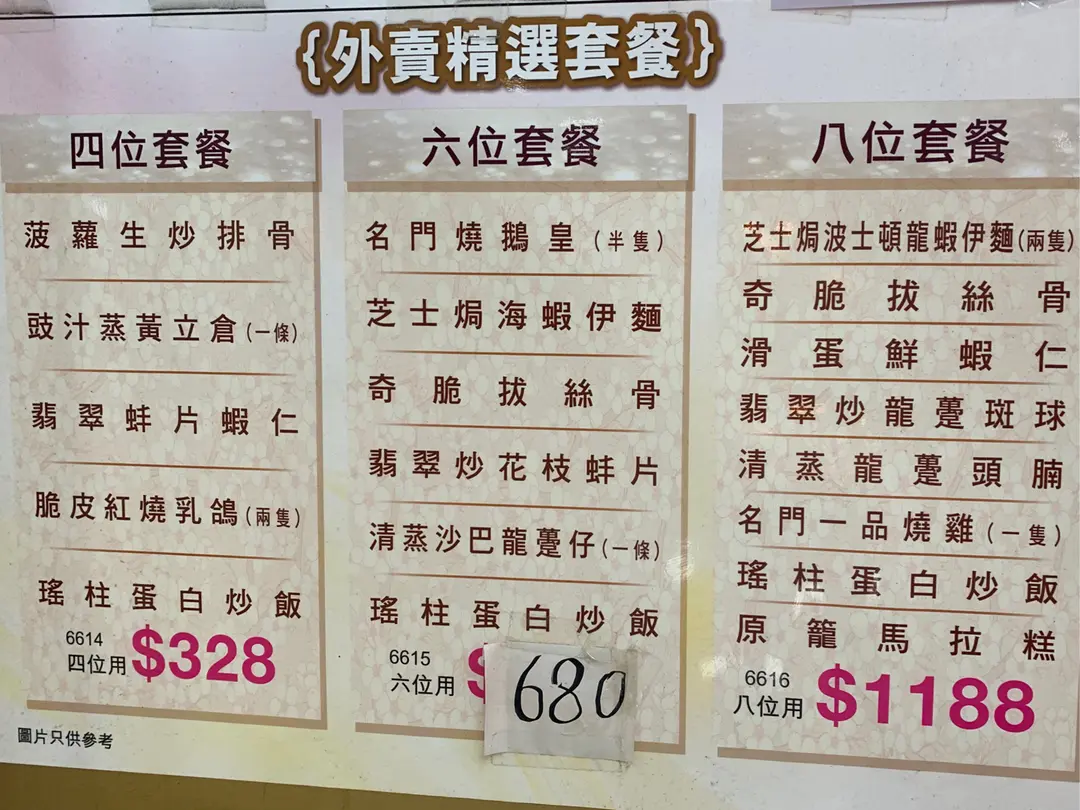 {外賣精選套餐}
四位套餐
菠蘿生炒排骨
豉汁蒸黃立倉(一條)
翡翠蚌片蝦仁
脆皮紅燒乳鴿(兩隻)
瑤柱蛋白炒飯
6614
四位用 $328
六位套餐
名門燒鵝皇(半隻)
芝士焗海蝦伊麵
奇脆拔絲骨
翡翠炒花枝蚌片
清蒸沙巴龍躉仔(一條)
瑤柱蛋白炒飯
6615
六位用 $
680
八位套餐
芝士焗波士頓龍蝦伊麵(兩隻)
奇脆拔絲骨
滑蛋鮮蝦仁
翡翠炒龍躉斑球
清蒸龍躉頭腩
名門一品燒雞(一隻)
瑤柱蛋白炒飯
原籠馬拉糕
6616
八位用 $1188
圖片只供參考